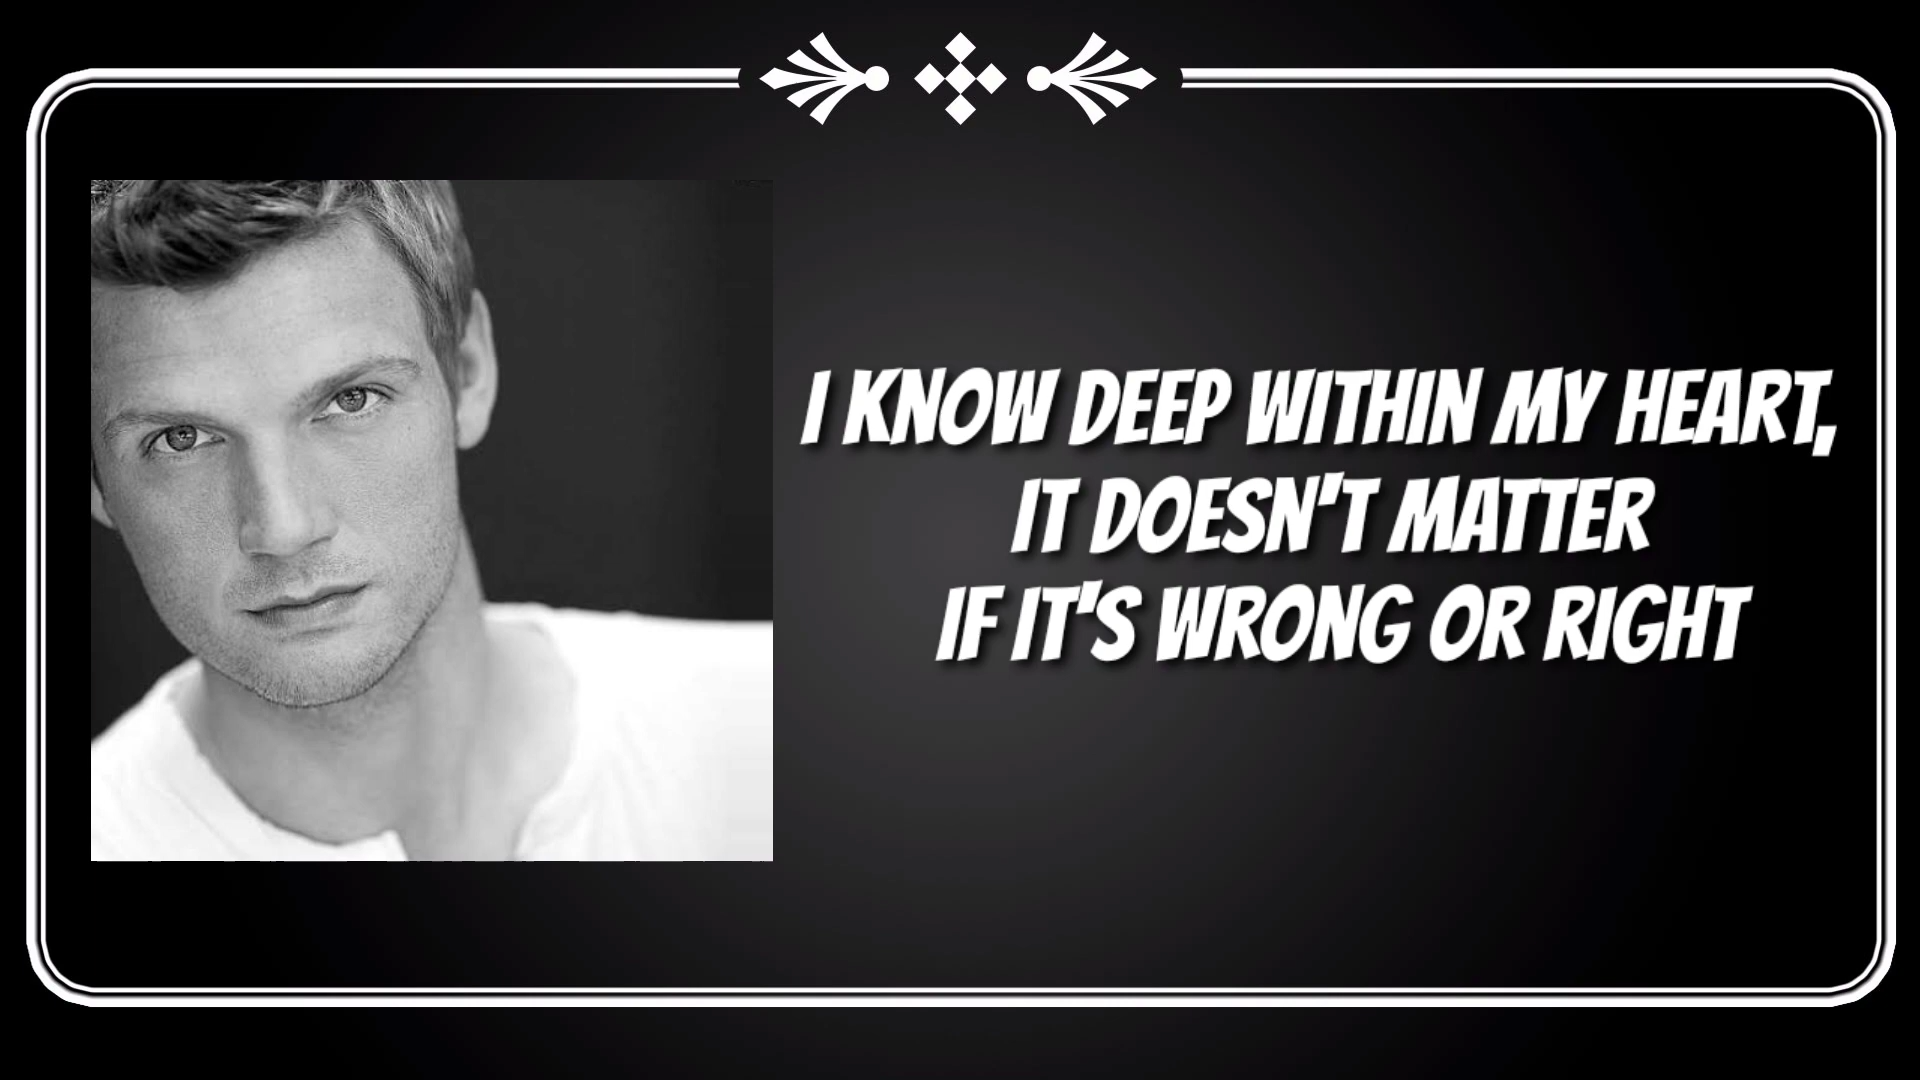 I KNOW DEEP WITHIN MY HEART,
IT DOESN'T MATTER
IF IT'S WRONG OR RIGHT